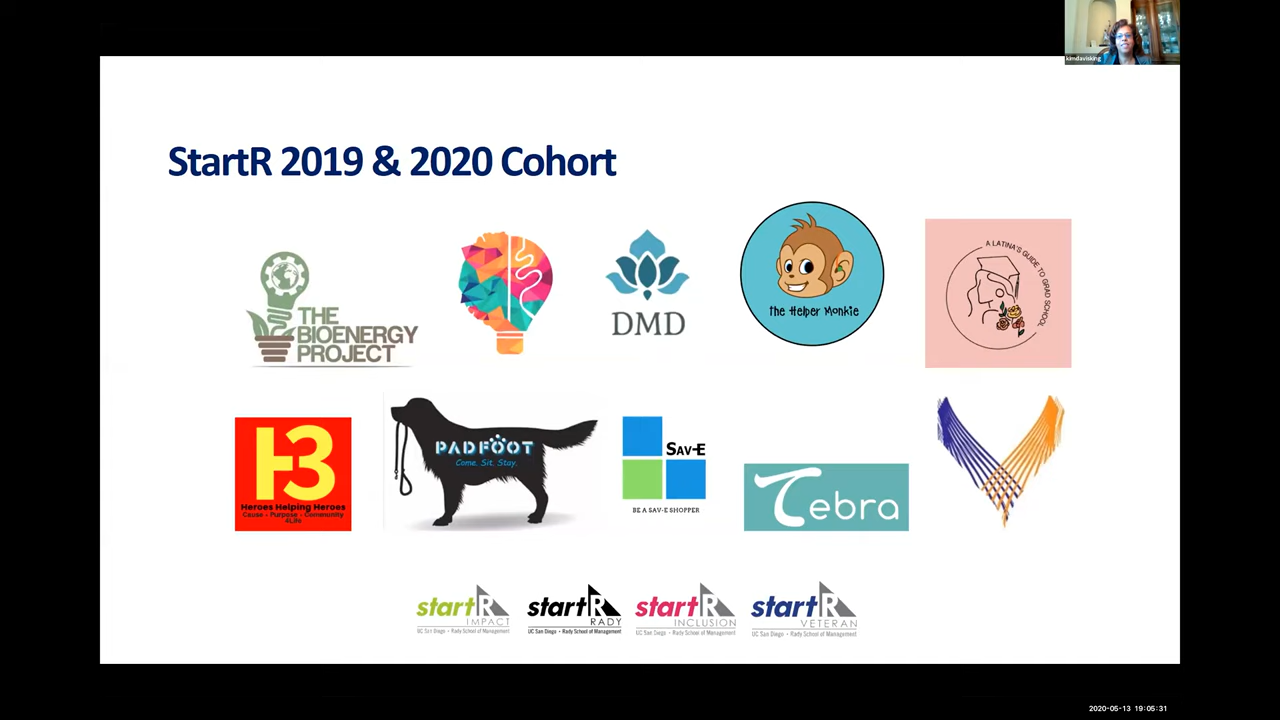 kimdavisking
StartR 2019 & 2020 Cohort
THE
BIOENERGY
PROJECT
DMD
the Helper Monkie
A LATINA'S GUIDE TO GRAD SCHOOL
H3
Heroes Helping Heroes
Cause - Purpose - Community
4Life
PADFOOT
Come. Sit. Stay.
SAV-E
BE A SAV-E SHOPPER
Tebra
startR
IMPACT
UC San Diego • Rady School of Management
startR
RADY
UC San Diego • Rady School of Management
startR
INCLUSION
UC San Diego • Rady School of Management
startR
VETERAN
UC San Diego • Rady School of Management
2020-05-13 19:05:31